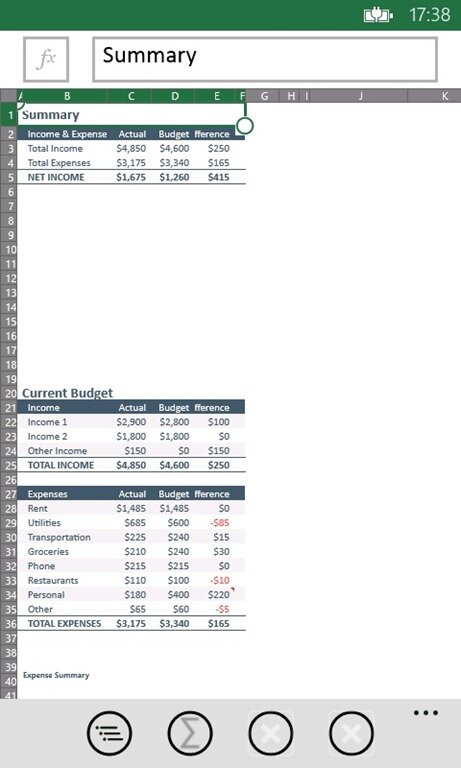 17:38
fx Summary
A B C D E F G H I J K
1 Summary
2 Income & Expense Actual Budget fference
3 Total Income $4,850 $4,600 $250
4 Total Expenses $3,175 $3,340 $165
5 NET INCOME $1,675 $1,260 $415
6
7
8
9
10
11
12
13
14
15
16
17
18
19
20 Current Budget
21 Income Actual Budget fference
22 Income 1 $2,900 $2,800 $100
23 Income 2 $1,800 $1,800 $0
24 Other Income $150 $0 $150
25 TOTAL INCOME $4,850 $4,600 $250
26
27 Expenses Actual Budget fference
28 Rent $1,485 $1,485 $0
29 Utilities $685 $600 -$85
30 Transportation $225 $240 $15
31 Groceries $210 $240 $30
32 Phone $215 $215 $0
33 Restaurants $110 $100 -$10
34 Personal $180 $400 $220
35 Other $65 $60 -$5
36 TOTAL EXPENSES $3,175 $3,340 $165
37
38
39
40 Expense Summary
41